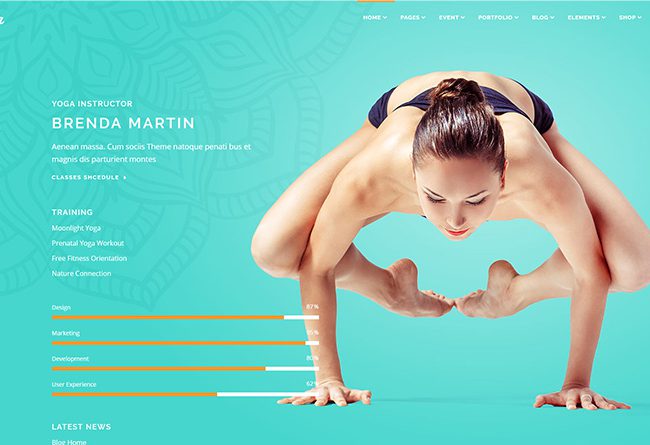 HOME PAGES EVENT PORTFOLIO BLOG ELEMENTS SHOP
YOGA INSTRUCTOR
BRENDA MARTIN
Aenean massa. Cum sociis Theme natoque penati bus et
magnis dis parturient montes
CLASSES SHCEDULE
TRAINING
Moonlight Yoga
Prenatal Yoga Workout
Free Fitness Orientation
Nature Connection
Design 87%
Marketing 95%
Development 80%
User Experience 62%
LATEST NEWS
Blog Home